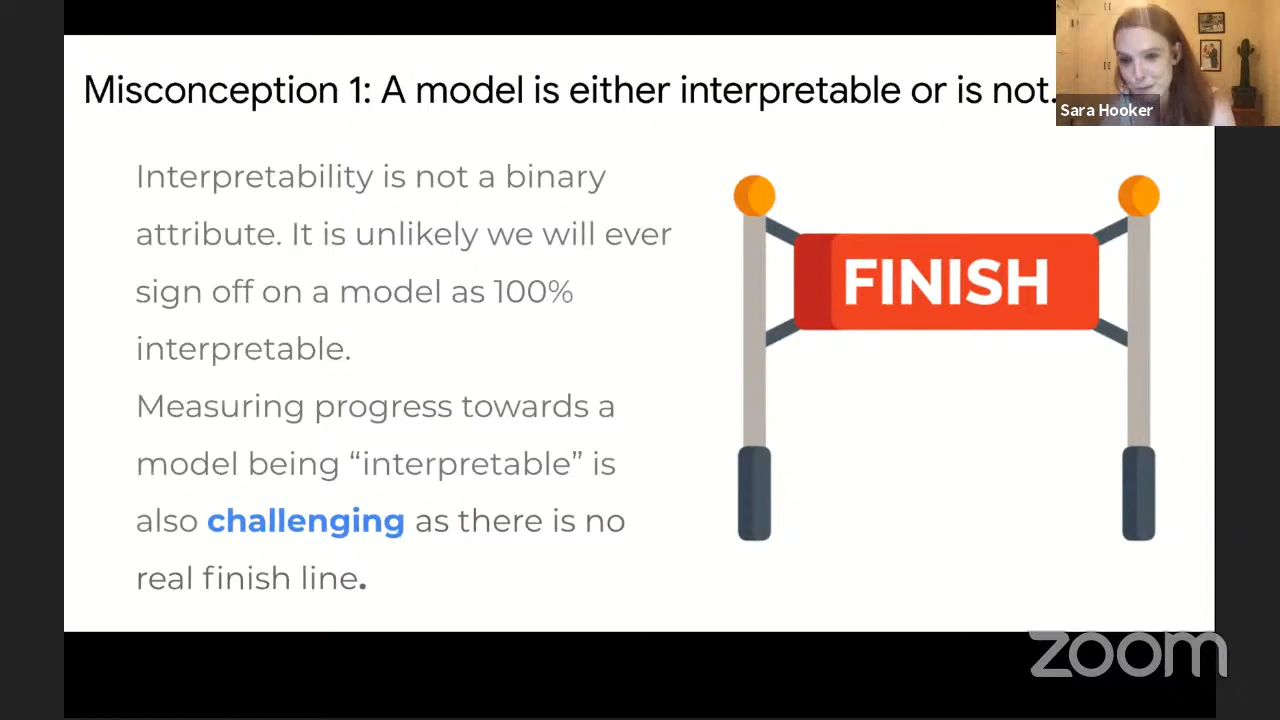 Misconception 1: A model is either interpretable or is not.
Sara Hooker
Interpretability is not a binary
attribute. It is unlikely we will ever
sign off on a model as 100%
interpretable.
Measuring progress towards a
model being “interpretable” is
also challenging as there is no
real finish line.
FINISH
zoom